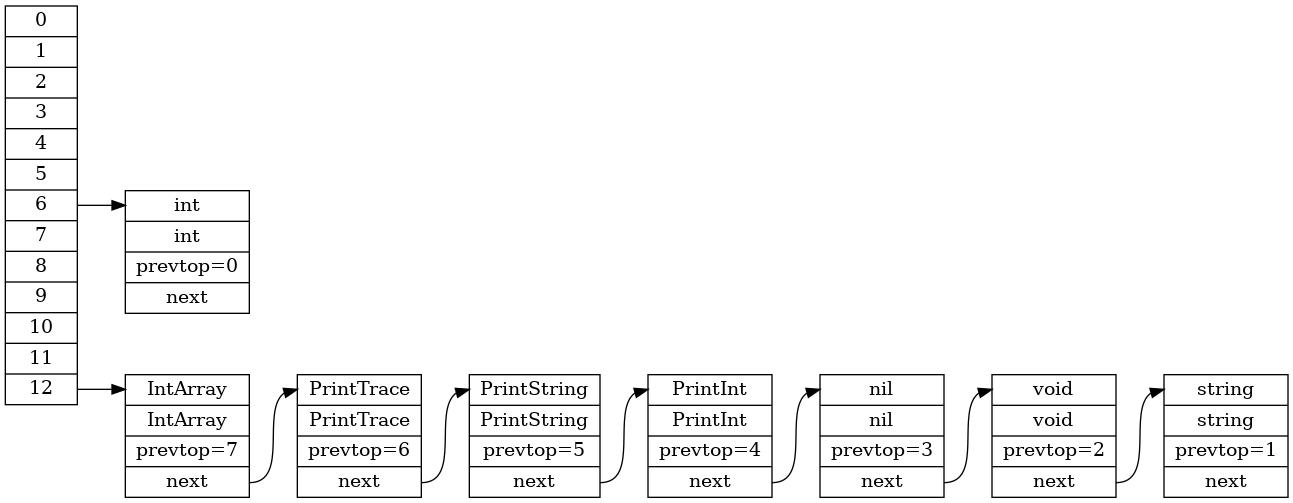 0
1
2
3
4
5
6
7
8
9
10
11
12
int
int
prevtop=0
next
IntArray
IntArray
prevtop=7
next
PrintTrace
PrintTrace
prevtop=6
next
PrintString
PrintString
prevtop=5
next
PrintInt
PrintInt
prevtop=4
next
nil
nil
prevtop=3
next
void
void
prevtop=2
next
string
string
prevtop=1
next